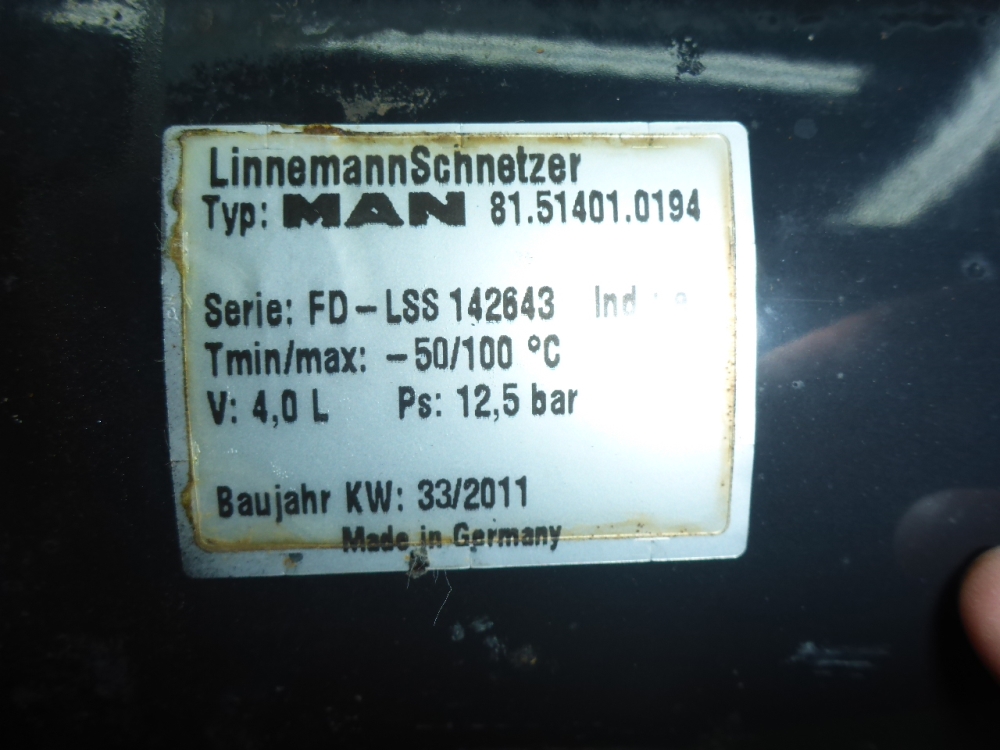 LinnemannSchnetzer
Typ: MAN 81.51401.0194
Serie: FD-LSS 142643
Tmin/max: -50/100 °C
V: 4,0 L Ps: 12,5 bar
Baujahr KW: 33/2011
Made in Germany